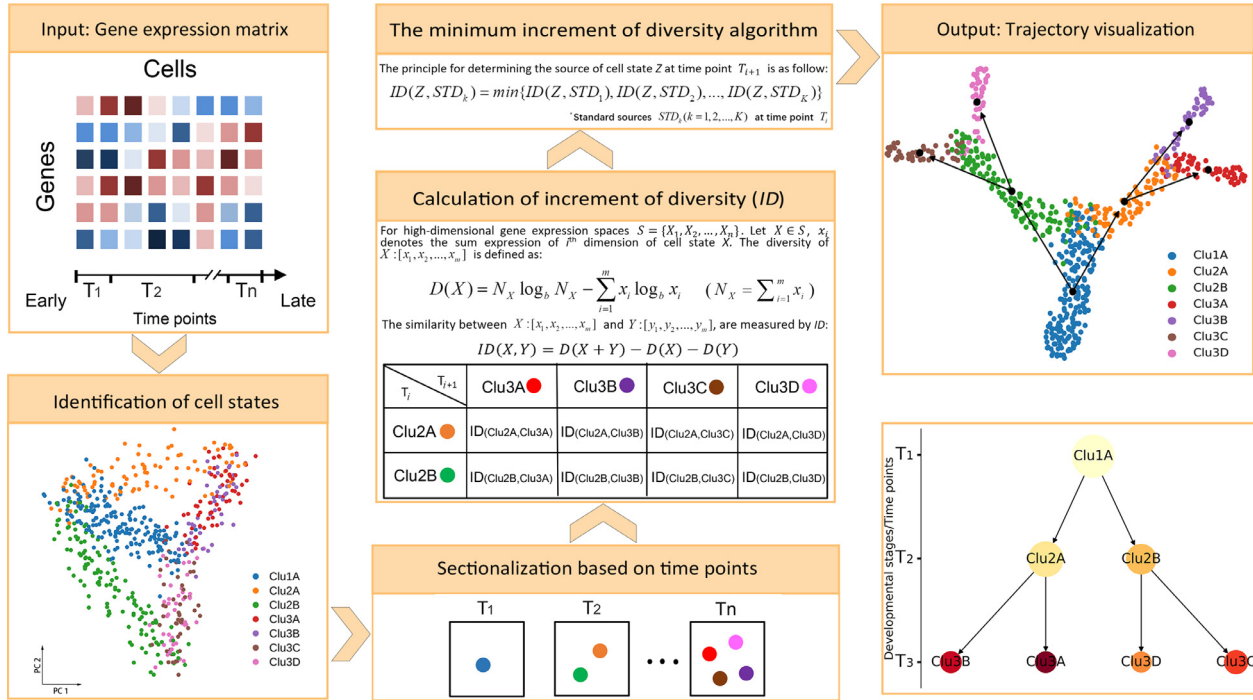 Input: Gene expression matrix
Cells
Genes
T1
T2
Tn
Early
Late
Time points
Identification of cell states
Clu1A
Clu2A
Clu2B
Clu3A
Clu3B
Clu3C
Clu3D
PC 2
PC 1
The minimum increment of diversity algorithm
The principle for determining the source of cell state Z at time point T_{i+1} is as follow:
ID(Z, STD_k) = min{ID(Z, STD_1), ID(Z, STD_2),..., ID(Z, STD_K)}
*Standard sources STD_k(k=1,2,...,K) at time point T_i
Calculation of increment of diversity (ID)
For high-dimensional gene expression spaces S = {X_1, X_2, ..., X_n}. Let X ∈ S, x_i
denotes the sum expression of i^th dimension of cell state X. The diversity of
X:[x_1, x_2,..., x_m] is defined as:
D(X) = N_X log_b N_X − ∑_{i=1}^{m} x_i log_b x_i (N_X = ∑_{i=1}^{m} x_i)
The similarity between X:[x_1, x_2,..., x_m] and Y:[y_1, y_2,..., y_m], are measured by ID:
ID(X,Y) = D(X+Y) − D(X) − D(Y)
T_i T_{i+1} Clu3A Clu3B Clu3C Clu3D
Clu2A ID(Clu2A,Clu3A) ID(Clu2A,Clu3B) ID(Clu2A,Clu3C) ID(Clu2A,Clu3D)
Clu2B ID(Clu2B,Clu3A) ID(Clu2B,Clu3B) ID(Clu2B,Clu3C) ID(Clu2B,Clu3D)
Sectionalization based on time points
T1 T2 Tn
•••
Output: Trajectory visualization
Clu1A
Clu2A
Clu2B
Clu3A
Clu3B
Clu3C
Clu3D
Developmental stages/Time points
T1
Clu1A
T2
Clu2A
Clu2B
T3
Clu3B
Clu3A
Clu3D
Clu3C